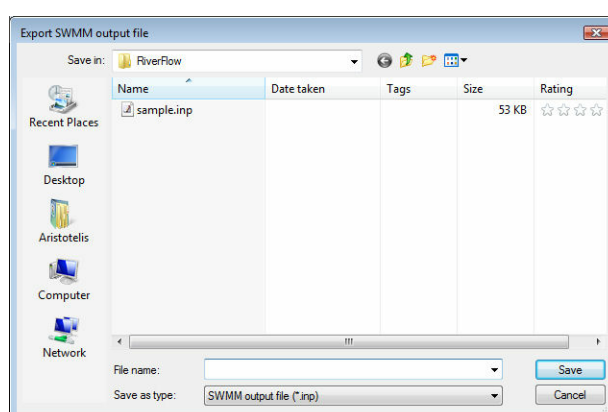 Export SWMM output file
Save in: RiverFlow
Name Date taken Tags Size Rating
sample.inp 53 KB
Recent Places
Desktop
Aristotelis
Computer
Network
File name: Save
Save as type: SWMM output file (*.inp) Cancel